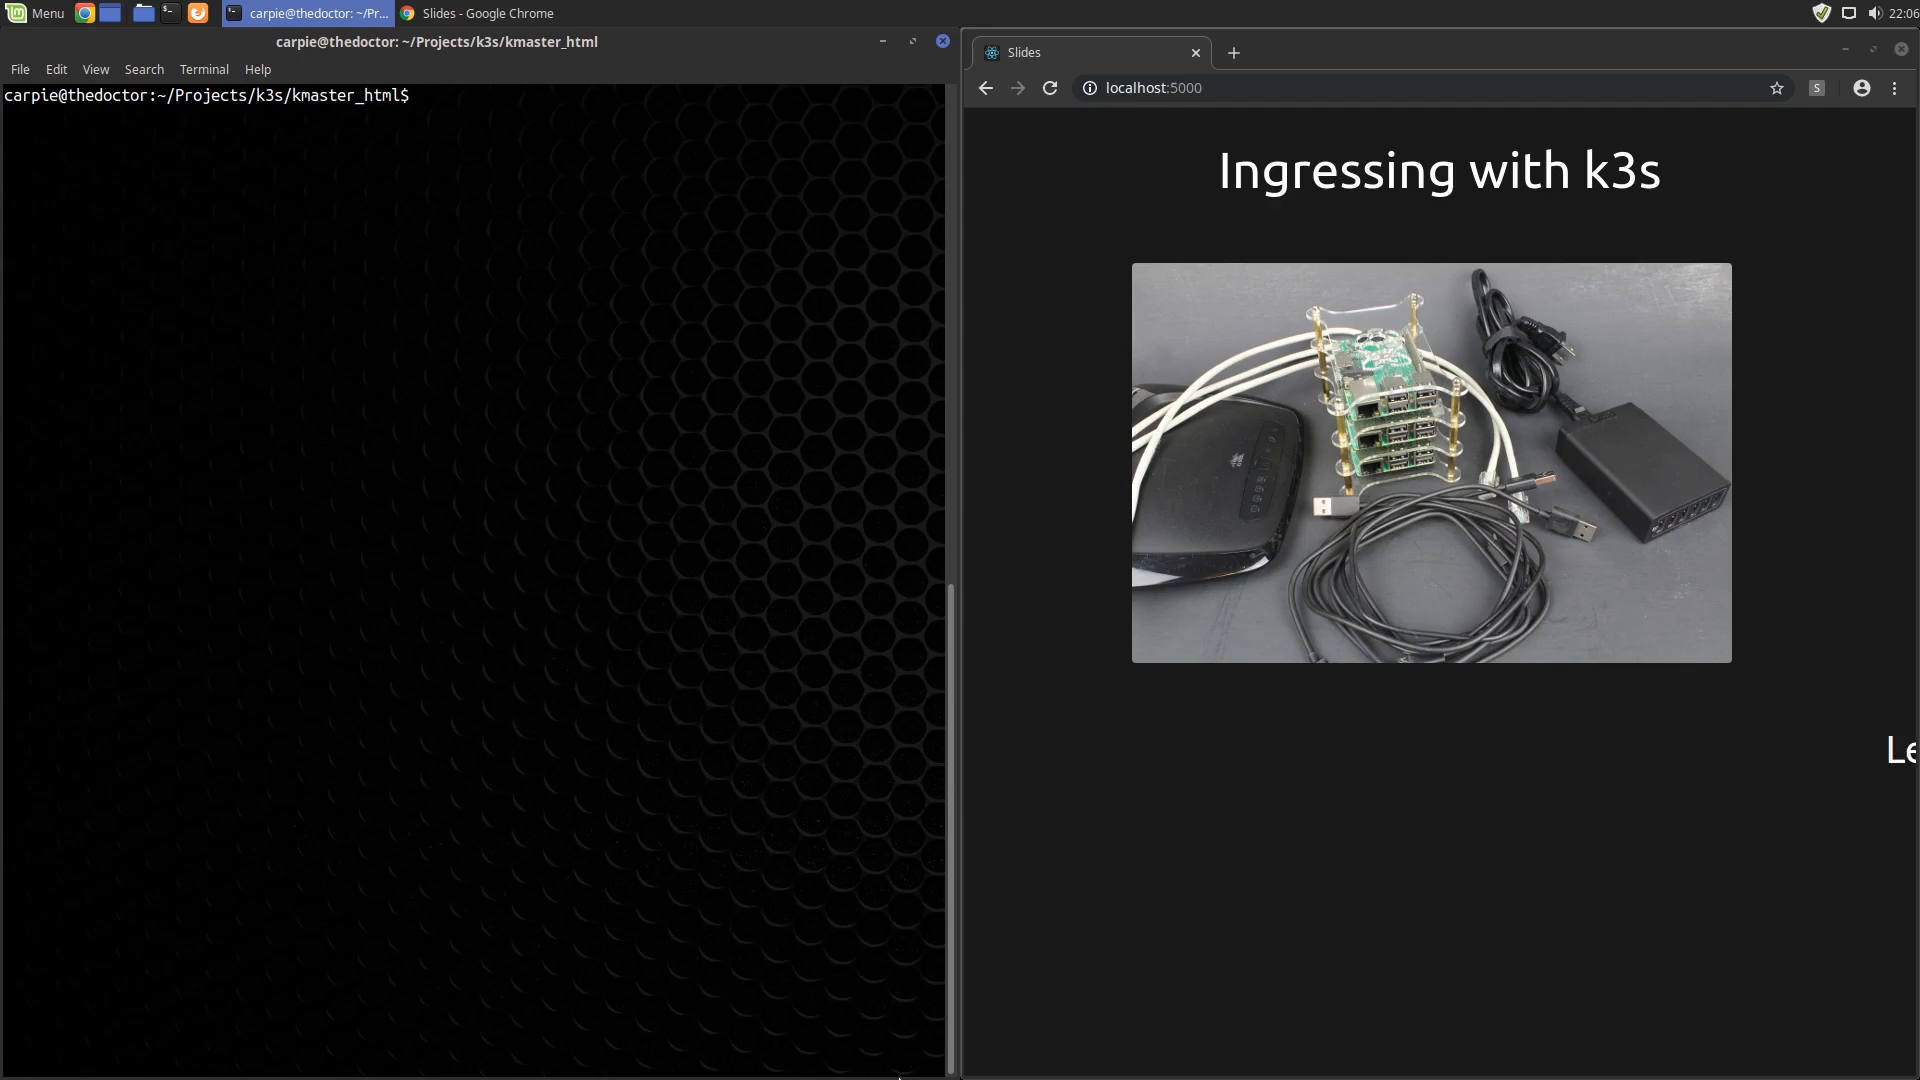 Menu
carpie@thedoctor: ~/Pr...
Slides - Google Chrome
22:06
carpie@thedoctor: ~/Projects/k3s/kmaster_html
File Edit View Search Terminal Help
carpie@thedoctor:~/Projects/k3s/kmaster_html$
Slides
localhost:5000
S
Ingressing with k3s
Le